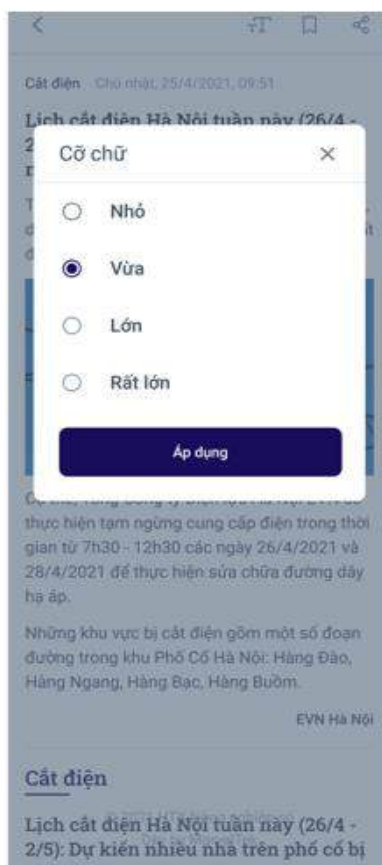 Cắt điện Chủ nhật, 25/4/2021, 09:51
Lịch cắt điện Hà Nội tuần này (26/4 -
Cỡ chữ
Nhỏ
Vừa
Lớn
Rất lớn
Áp dụng
thực hiện tạm ngừng cung cấp điện trong thời
gian từ 7h30 - 12h30 các ngày 26/4/2021 và
28/4/2021 để thực hiện sửa chữa đường dây
hạ áp.
Những khu vực bị cắt điện gồm một số đoạn
đường trong khu Phố Cổ Hà Nội: Hàng Đào,
Hàng Ngang, Hàng Bạc, Hàng Buồm.
EVN Hà Nội
Cắt điện
Lịch cắt điện Hà Nội tuần này (26/4 -
2/5): Dự kiến nhiều nhà trên phố cổ bị